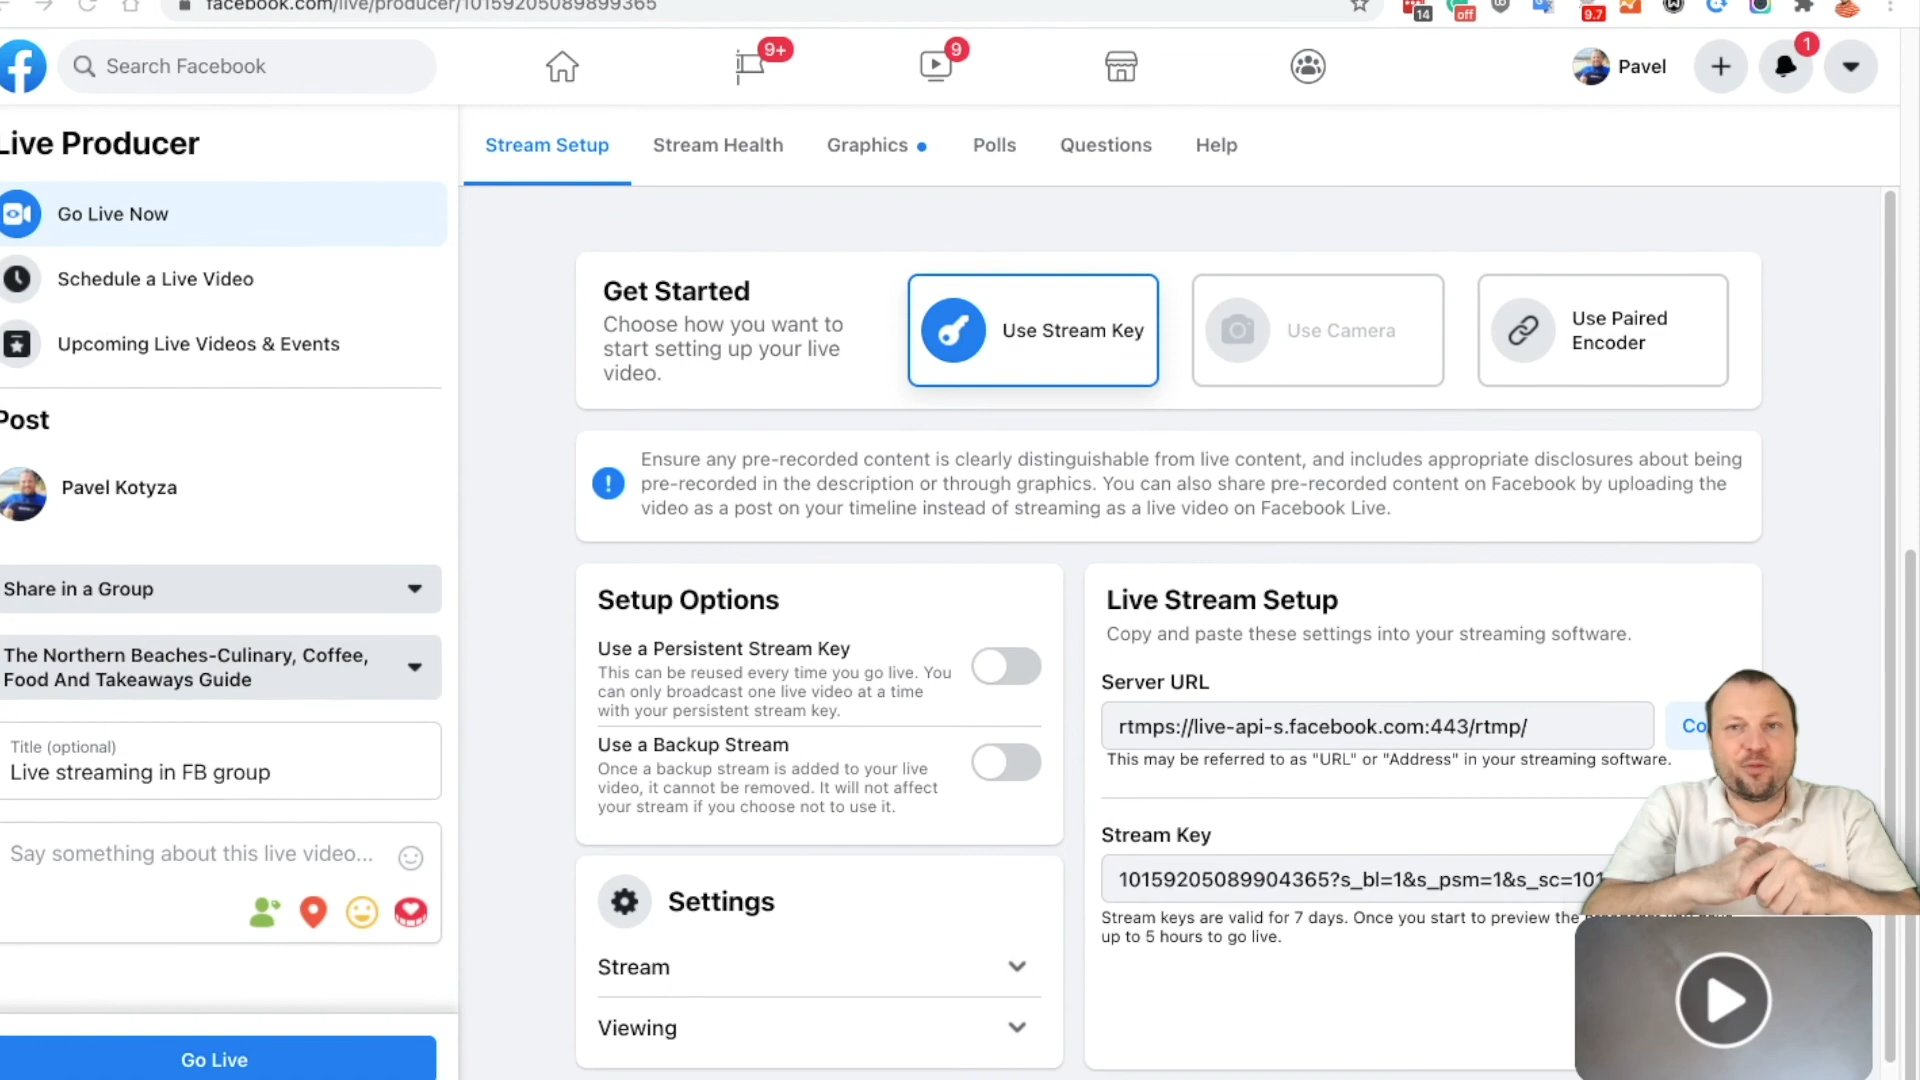 facebook.com/live/producer/10159205089899365
14
off
9.7
Search Facebook
9+
9
Pavel
1
Live Producer
Go Live Now
Schedule a Live Video
Upcoming Live Videos & Events
Post
Pavel Kotyza
Share in a Group
The Northern Beaches-Culinary, Coffee,
Food And Takeaways Guide
Title (optional)
Live streaming in FB group
Say something about this live video...
Go Live
Stream Setup
Stream Health
Graphics
Polls
Questions
Help
Get Started
Choose how you want to
start setting up your live
video.
Use Stream Key
Use Camera
Use Paired
Encoder
Ensure any pre-recorded content is clearly distinguishable from live content, and includes appropriate disclosures about being
pre-recorded in the description or through graphics. You can also share pre-recorded content on Facebook by uploading the
video as a post on your timeline instead of streaming as a live video on Facebook Live.
Setup Options
Use a Persistent Stream Key
This can be reused every time you go live. You
can only broadcast one live video at a time
with your persistent stream key.
Use a Backup Stream
Once a backup stream is added to your live
video, it cannot be removed. It will not affect
your stream if you choose not to use it.
Settings
Stream
Viewing
Live Stream Setup
Copy and paste these settings into your streaming software.
Server URL
rtmps://live-api-s.facebook.com:443/rtmp/
Co
This may be referred to as "URL" or "Address" in your streaming software.
Stream Key
10159205089904365?s_bl=1&s_psm=1&s_sc=101
Stream keys are valid for 7 days. Once you start to preview the
up to 5 hours to go live.